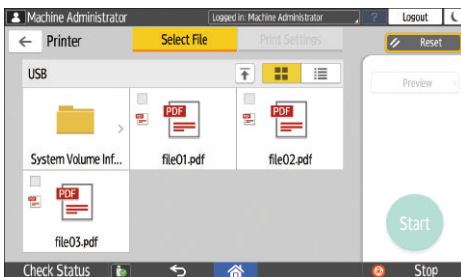 Machine Administrator
Logged in: Machine Administrator
?
Logout
Printer
Select File
Print Settings
Reset
USB
Preview
PDF
PDF
System Volume Inf...
file01.pdf
file02.pdf
PDF
file03.pdf
Start
Check Status
Stop